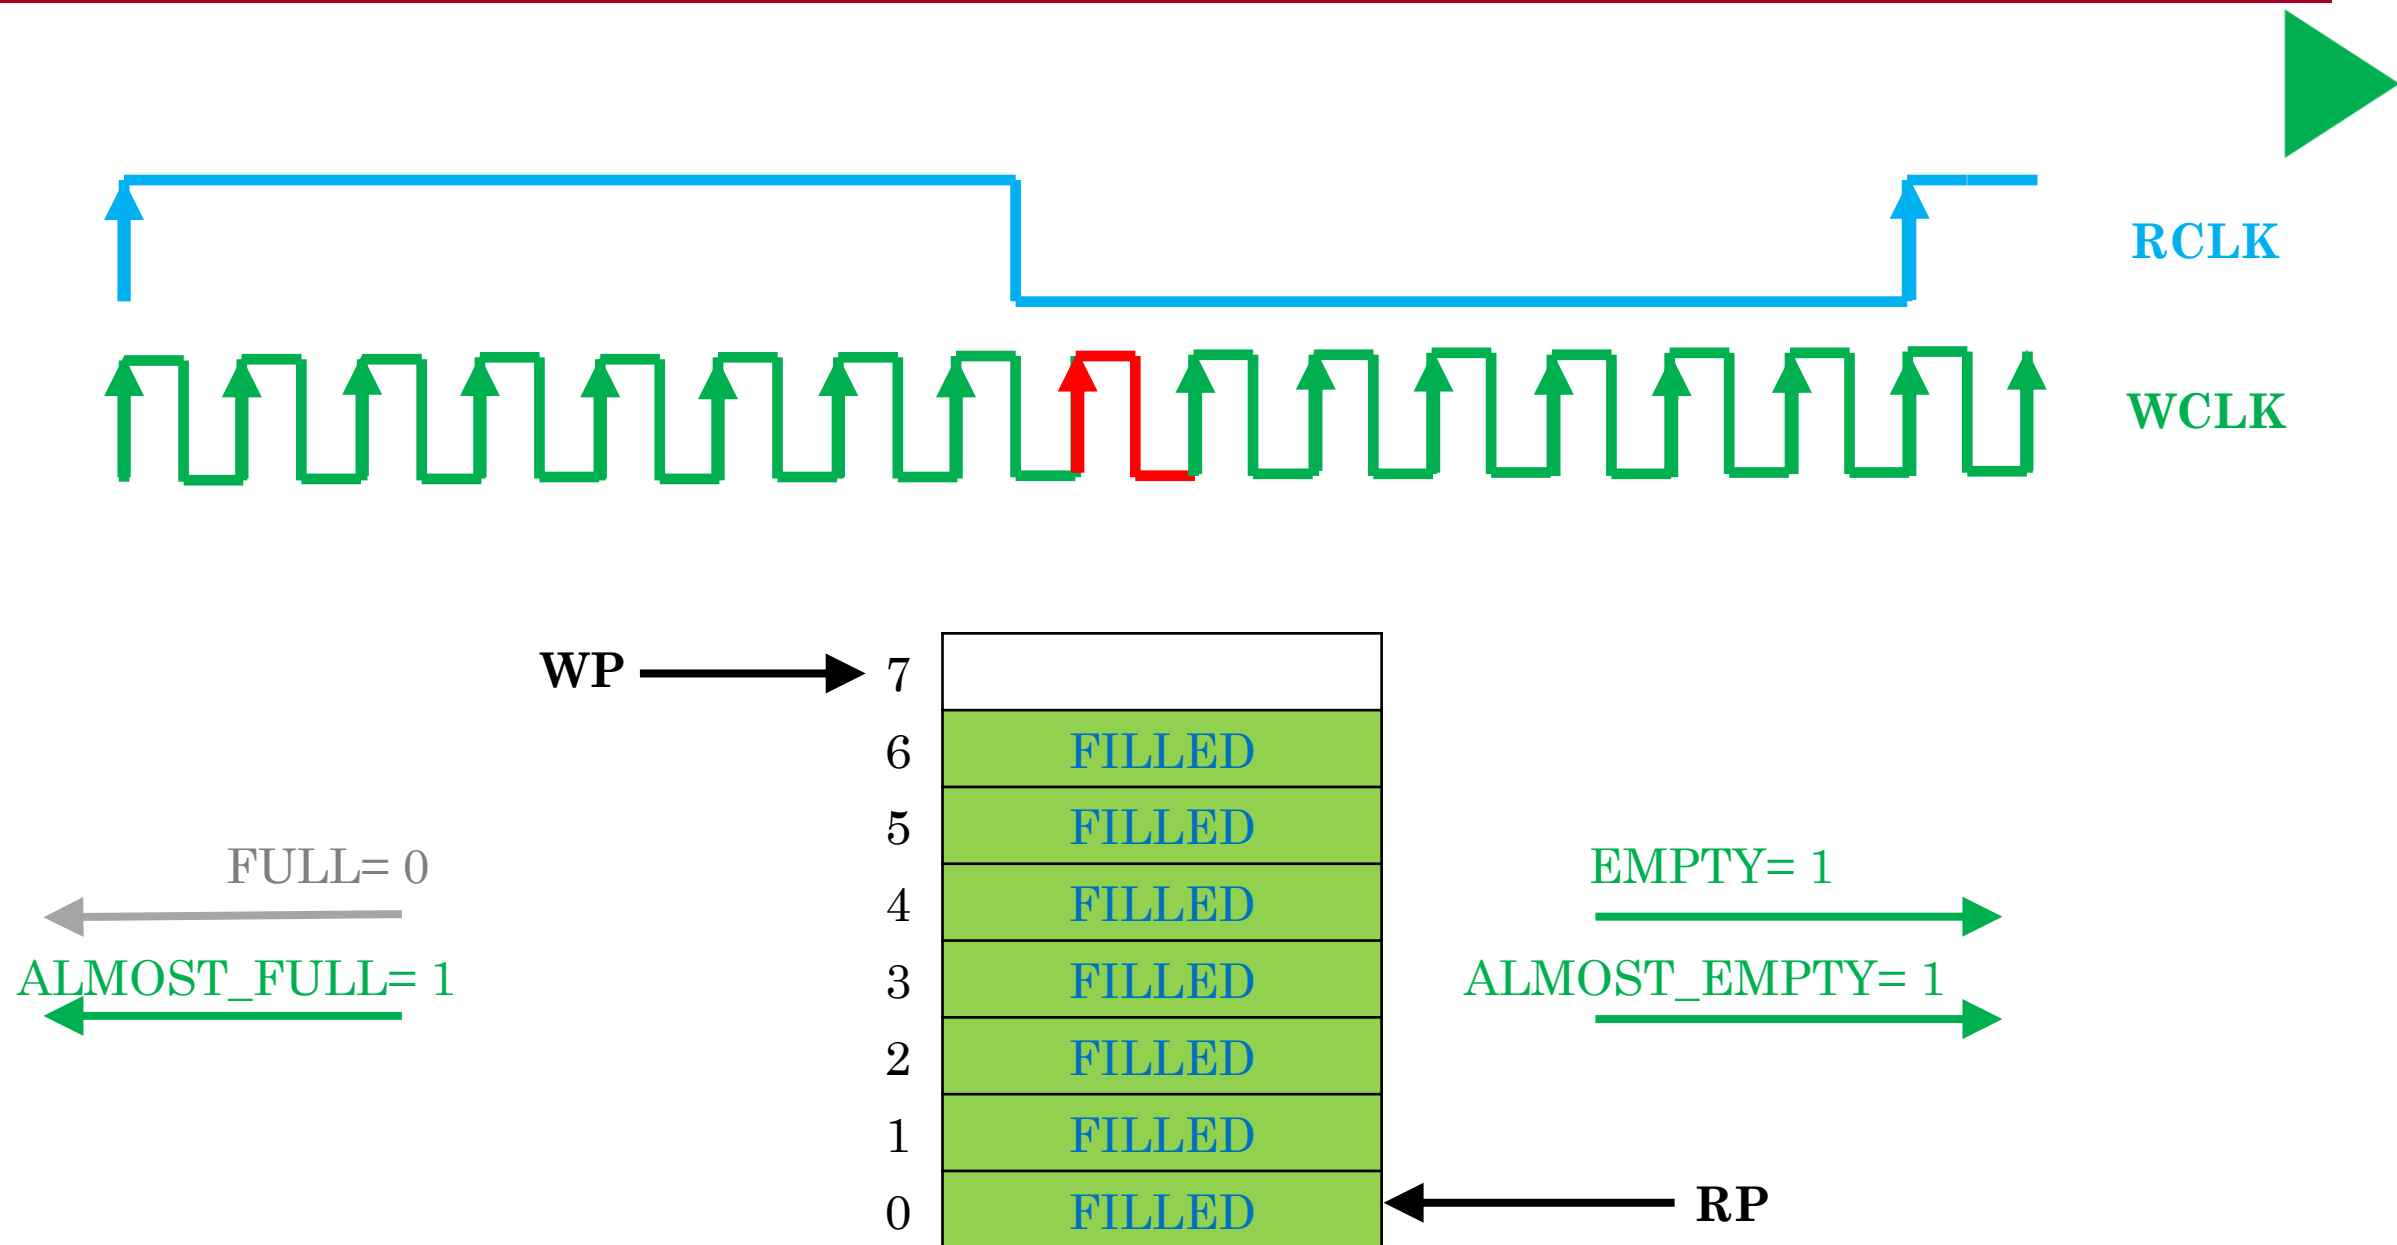 RCLK
WCLK
WP
7
6 FILLED
5 FILLED
FULL= 0
EMPTY= 1
4 FILLED
ALMOST_FULL= 1
3 FILLED
ALMOST_EMPTY= 1
2 FILLED
1 FILLED
0 FILLED
RP